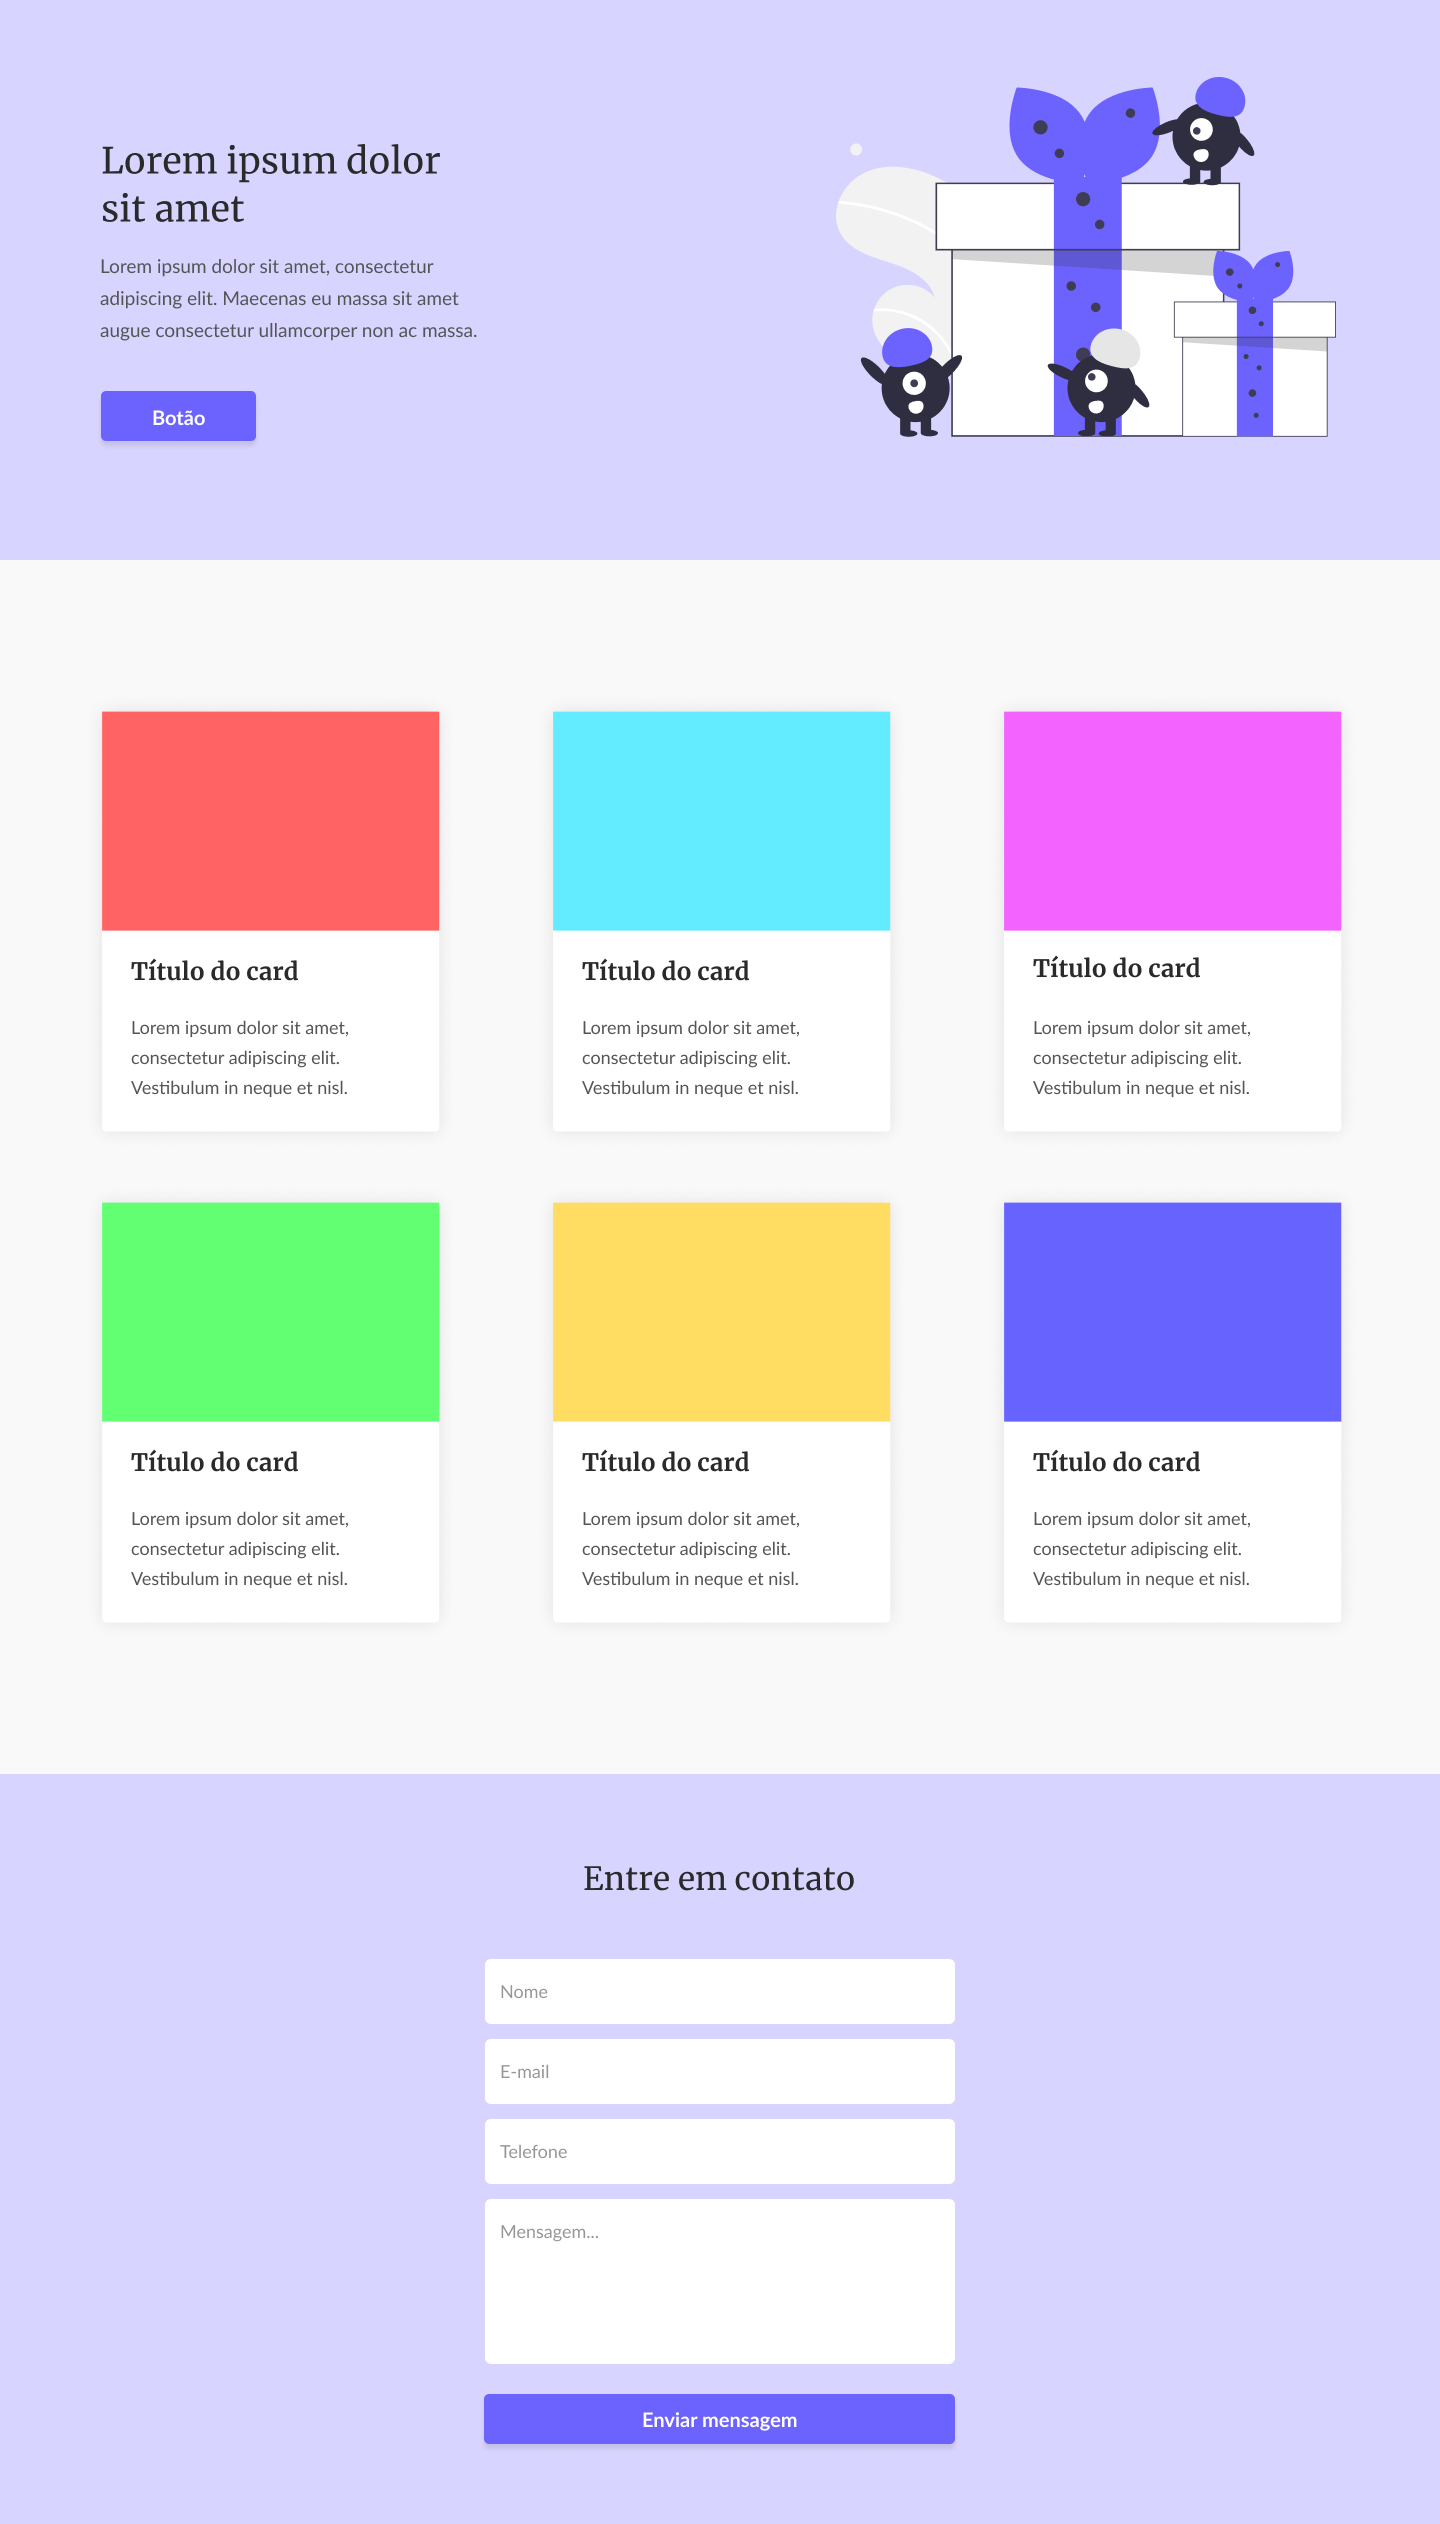 Lorem ipsum dolor
sit amet
Lorem ipsum dolor sit amet, consectetur
adipiscing elit. Maecenas eu massa sit amet
augue consectetur ullamcorper non ac massa.
Botão
Título do card
Lorem ipsum dolor sit amet,
consectetur adipiscing elit.
Vestibulum in neque et nisl.
Título do card
Lorem ipsum dolor sit amet,
consectetur adipiscing elit.
Vestibulum in neque et nisl.
Título do card
Lorem ipsum dolor sit amet,
consectetur adipiscing elit.
Vestibulum in neque et nisl.
Título do card
Lorem ipsum dolor sit amet,
consectetur adipiscing elit.
Vestibulum in neque et nisl.
Título do card
Lorem ipsum dolor sit amet,
consectetur adipiscing elit.
Vestibulum in neque et nisl.
Título do card
Lorem ipsum dolor sit amet,
consectetur adipiscing elit.
Vestibulum in neque et nisl.
Entre em contato
Nome
E-mail
Telefone
Mensagem...
Enviar mensagem